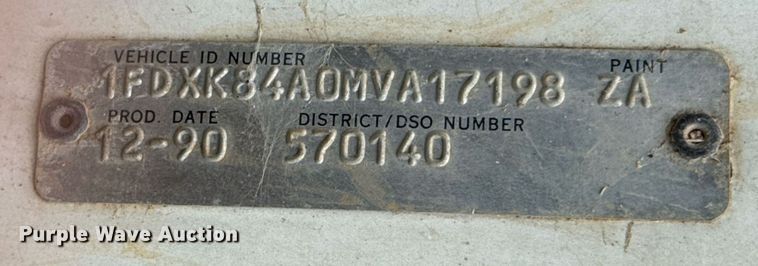 VEHICLE ID NUMBER PAINT
1FDXK84A0MVA17198 ZA
PROD. DATE DISTRICT/DSO NUMBER
12-90 570140
Purple Wave Auction